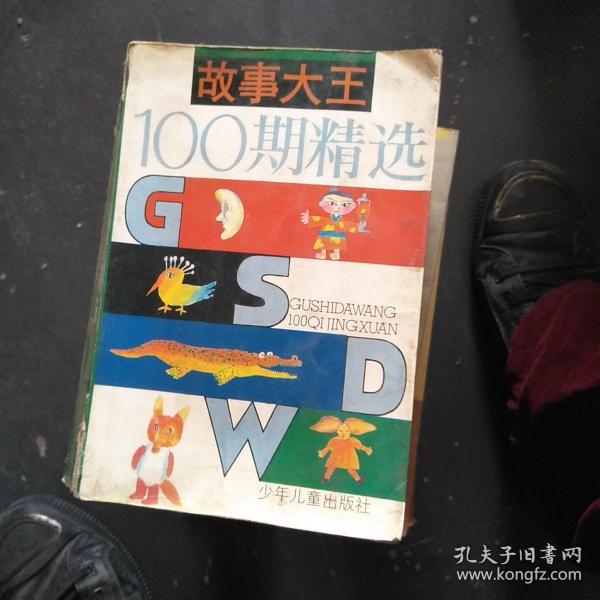 故事大王
100期精选
G
S
GUSHIDAWANG
100QI JINGXUAN
D
W
少年儿童出版社
孔夫子旧书网
www.kongfz.com